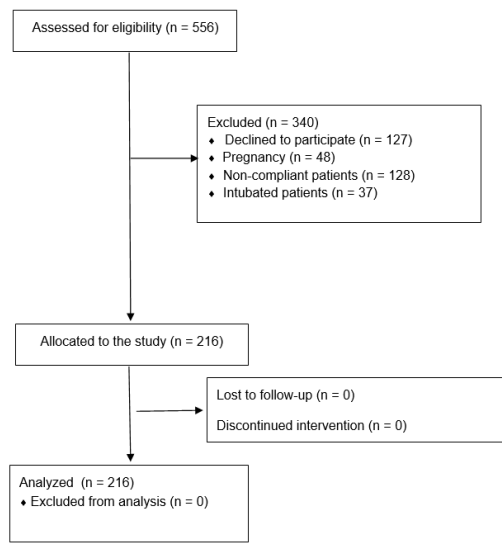 Assessed for eligibility (n = 556)
Excluded (n = 340)
♦ Declined to participate (n = 127)
♦ Pregnancy (n = 48)
♦ Non-compliant patients (n = 128)
♦ Intubated patients (n = 37)
Allocated to the study (n = 216)
Lost to follow-up (n = 0)
Discontinued intervention (n = 0)
Analyzed (n = 216)
♦ Excluded from analysis (n = 0)